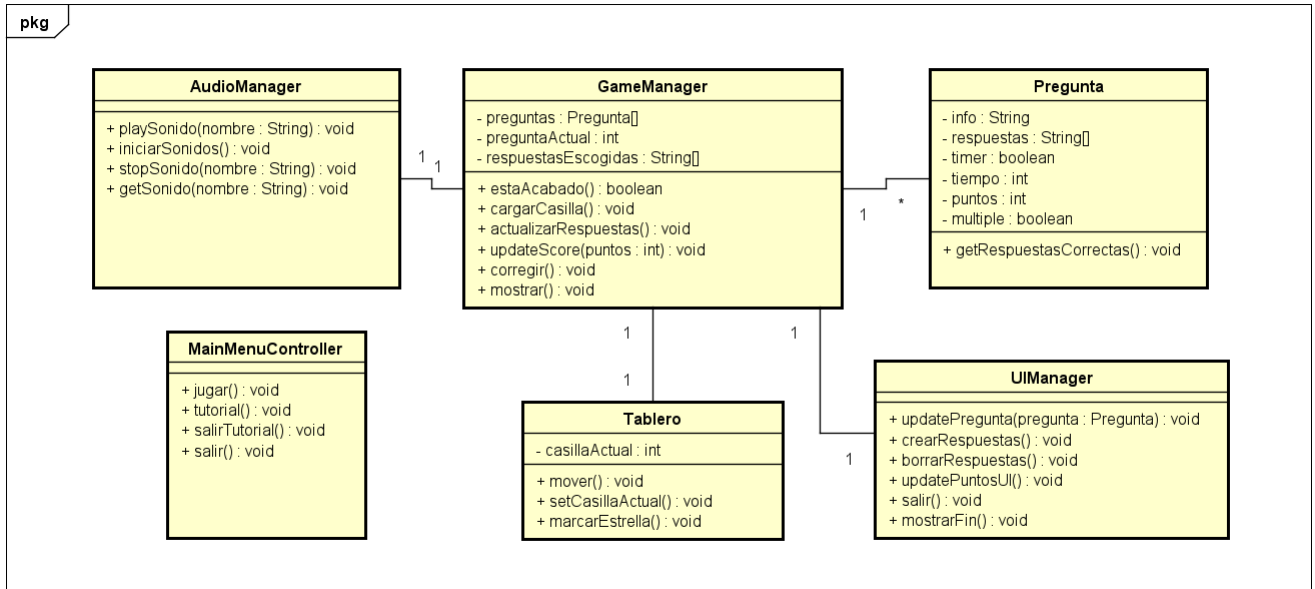 pkg
AudioManager
+ playSonido(nombre : String) : void
+ iniciarSonidos() : void
+ stopSonido(nombre : String) : void
+ getSonido(nombre : String) : void
1
1
GameManager
- preguntas : Pregunta[]
- preguntaActual : int
- respuestasEscogidas : String[]
+ estaAcabado() : boolean
+ cargarCasilla() : void
+ actualizarRespuestas() : void
+ updateScore(puntos : int) : void
+ corregir() : void
+ mostrar() : void
1
*
Pregunta
- info : String
- respuestas : String[]
- timer : boolean
- tiempo : int
- puntos : int
- multiple : boolean
+ getRespuestasCorrectas() : void
MainMenuController
+ jugar() : void
+ tutorial() : void
+ salirTutorial() : void
+ salir() : void
1
1
Tablero
- casillaActual : int
+ mover() : void
+ setCasillaActual() : void
+ marcarEstrella() : void
1
1
UIManager
+ updatePregunta(pregunta : Pregunta) : void
+ crearRespuestas() : void
+ borrarRespuestas() : void
+ updatePuntosUI() : void
+ salir() : void
+ mostrarFin() : void